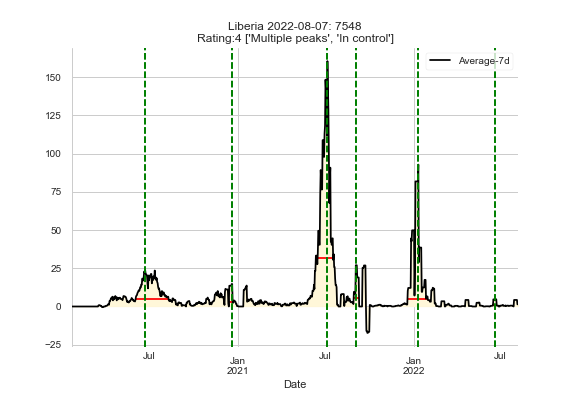 Liberia 2022-08-07: 7548
Rating:4 ['Multiple peaks', 'In control']
Average-7d
150
125
100
75
50
25
0
−25
Jul
Jan
2021
Jul
Jan
2022
Jul
Date